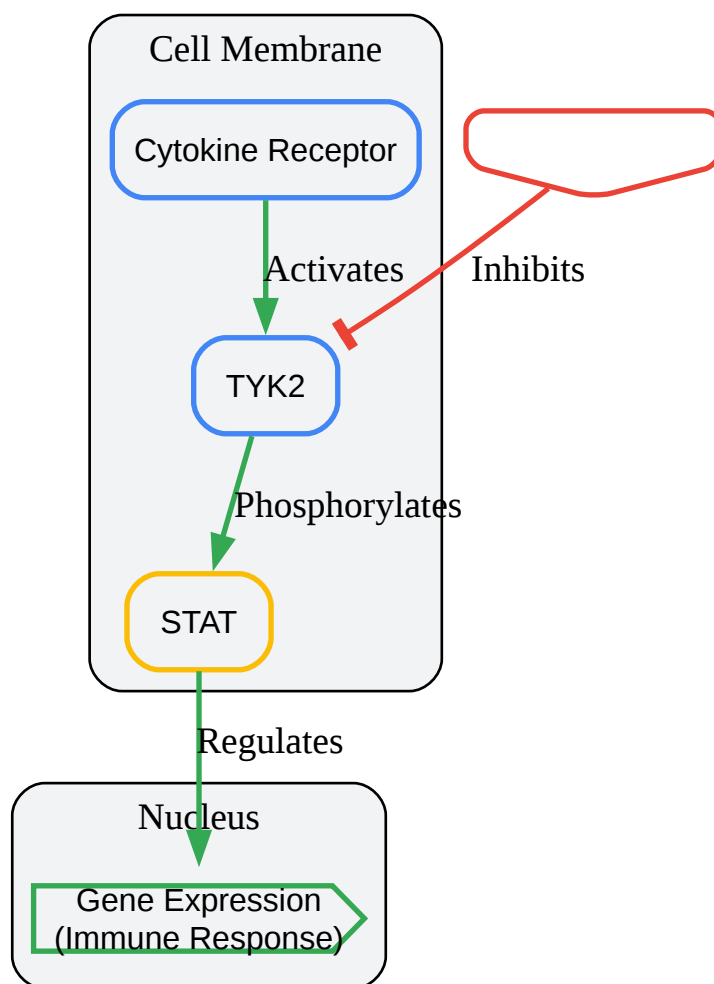 Cell Membrane
Cytokine Receptor
Activates
Inhibits
TYK2
Phosphorylates
STAT
Regulates
Nucleus
Gene Expression
(Immune Response)